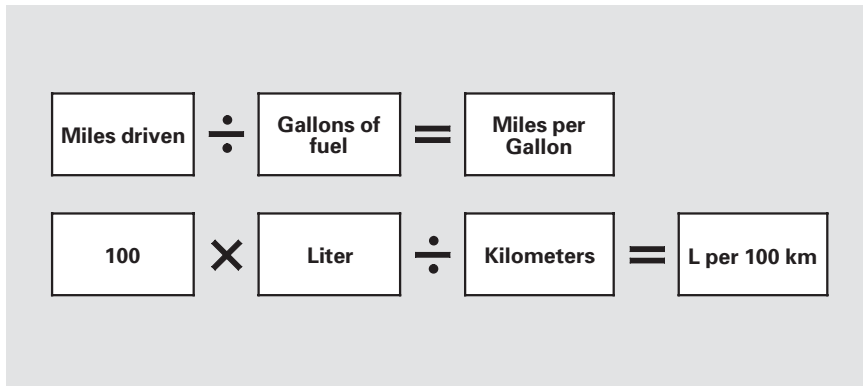 Miles driven ÷ Gallons of fuel = Miles per Gallon
100 × Liter ÷ Kilometers = L per 100 km